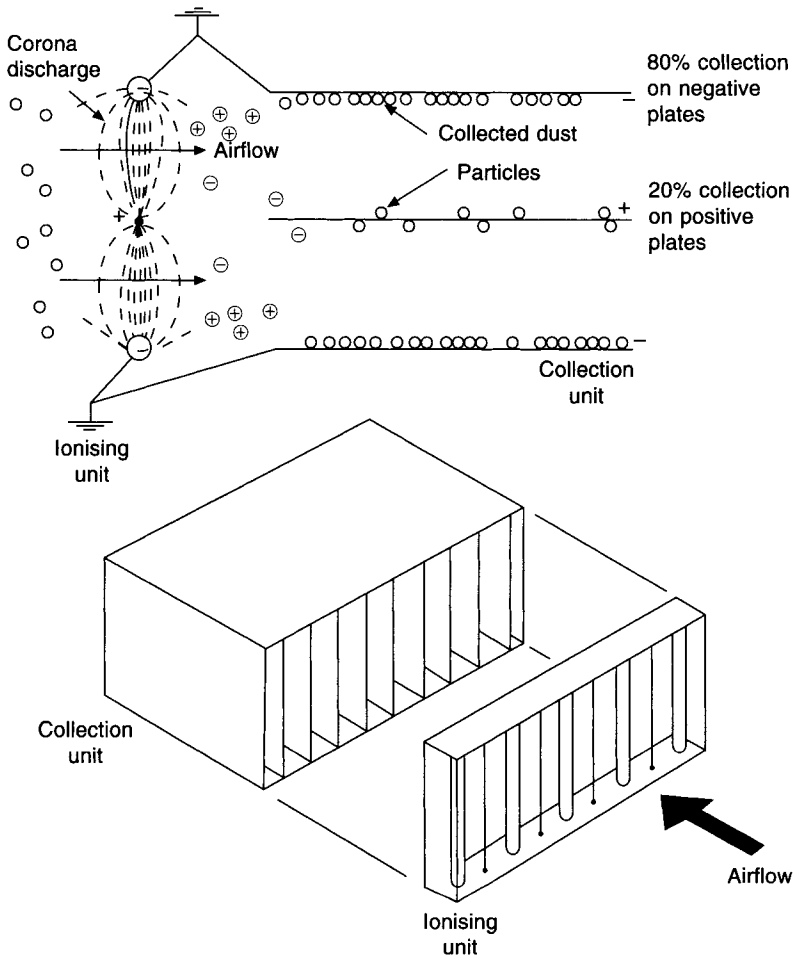 Corona
discharge
80% collection
on negative
plates
−
Collected dust
Airflow
Particles
+
+
20% collection
on positive
plates
−
Collection
unit
Ionising
unit
Collection
unit
Airflow
Ionising
unit